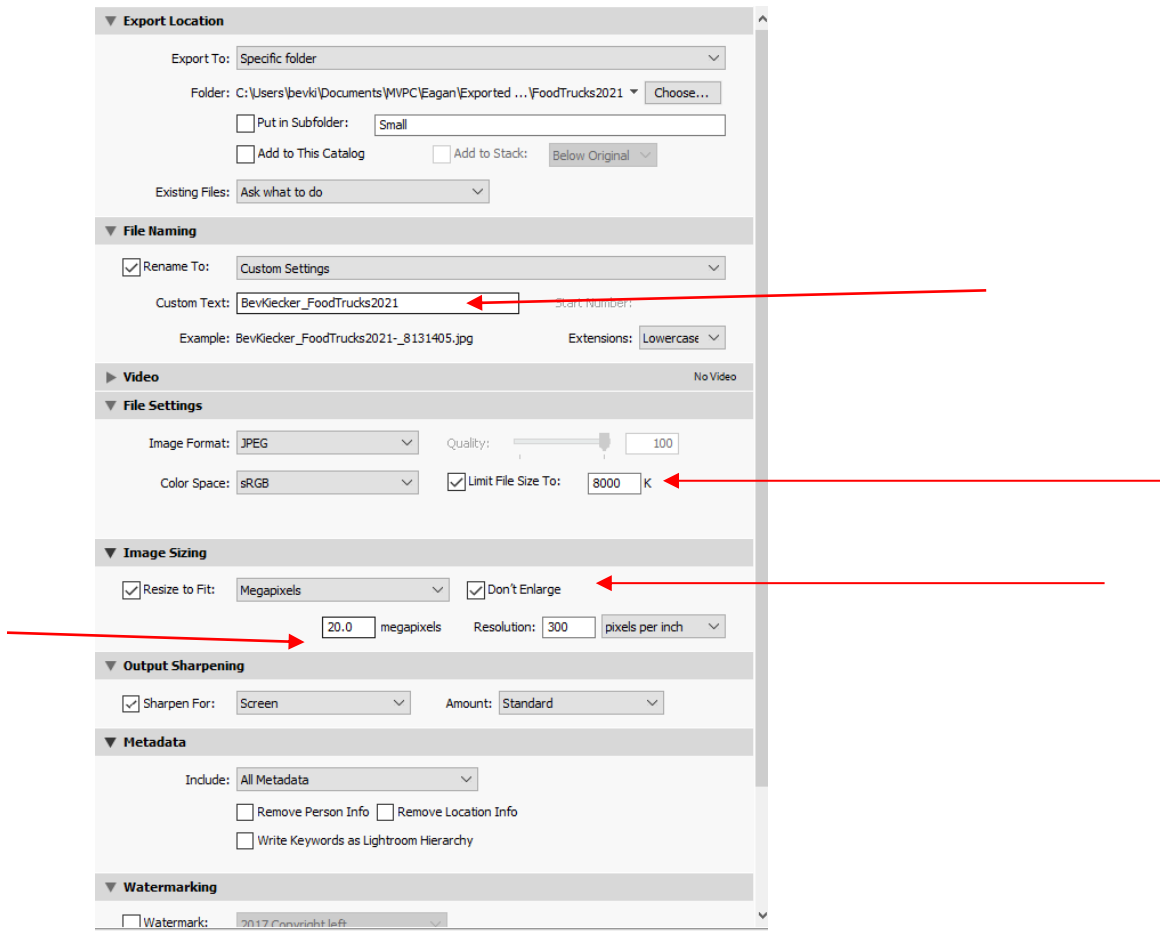 Export Location
Export To: Specific folder
Folder: C:\Users\bevki\Documents\MVPC\Eagan\Exported ...\FoodTrucks2021 Choose...
Put in Subfolder: Small
Add to This Catalog Add to Stack: Below Original
Existing Files: Ask what to do
File Naming
Rename To: Custom Settings
Custom Text: BevKiecker_FoodTrucks2021 Start Number:
Example: BevKiecker_FoodTrucks2021-_8131405.jpg Extensions: Lowercase
Video No Video
File Settings
Image Format: JPEG Quality: 100
Color Space: sRGB Limit File Size To: 8000 K
Image Sizing
Resize to Fit: Megapixels Don't Enlarge
20.0 megapixels Resolution: 300 pixels per inch
Output Sharpening
Sharpen For: Screen Amount: Standard
Metadata
Include: All Metadata
Remove Person Info Remove Location Info
Write Keywords as Lightroom Hierarchy
Watermarking
Watermark: 2017 Copyright left